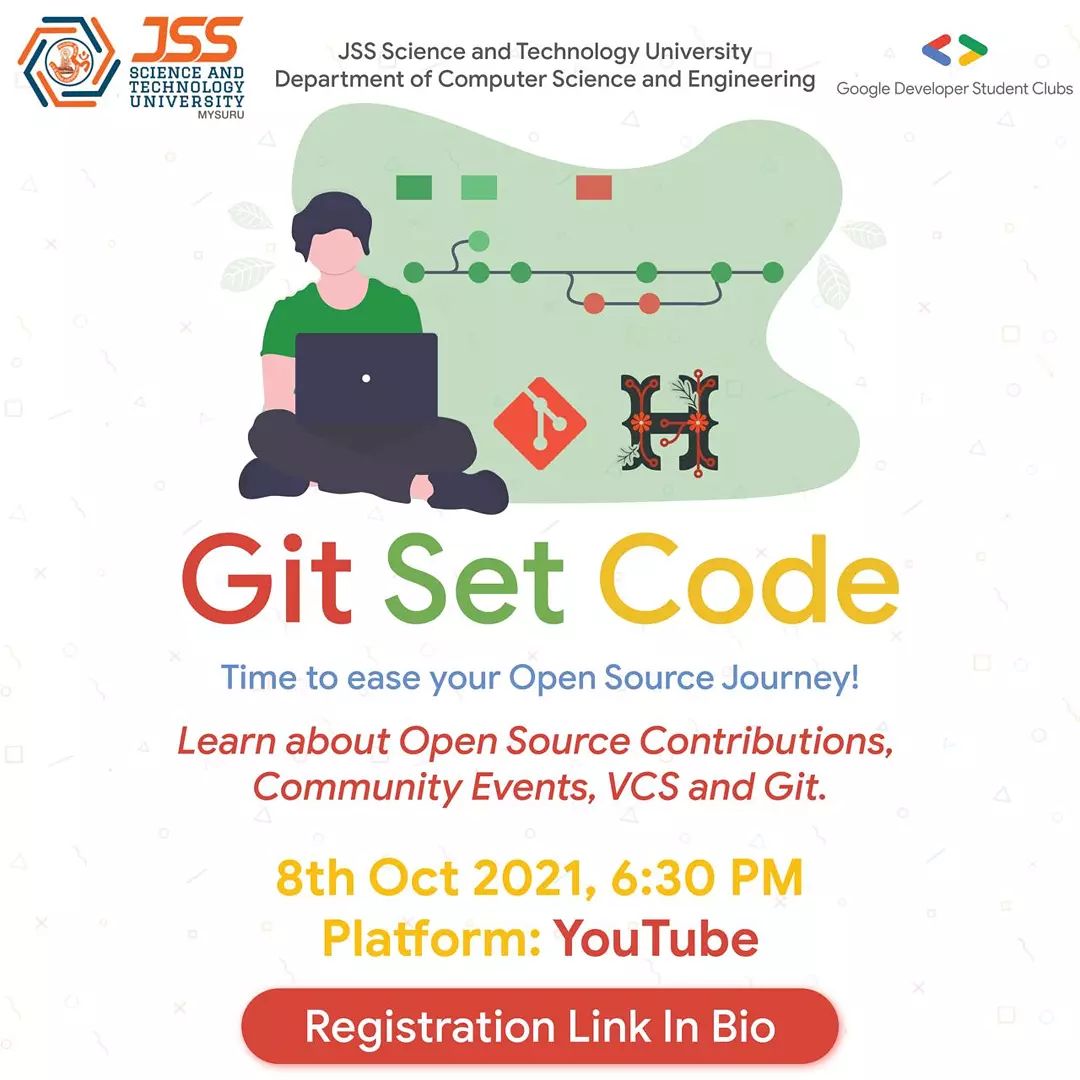 JSS
SCIENCE AND
TECHNOLOGY
UNIVERSITY
MYSURU
JSS Science and Technology University
Department of Computer Science and Engineering
Google Developer Student Clubs
H
Git Set Code
Time to ease your Open Source Journey!
Learn about Open Source Contributions,
Community Events, VCS and Git.
8th Oct 2021, 6:30 PM
Platform: YouTube
Registration Link In Bio